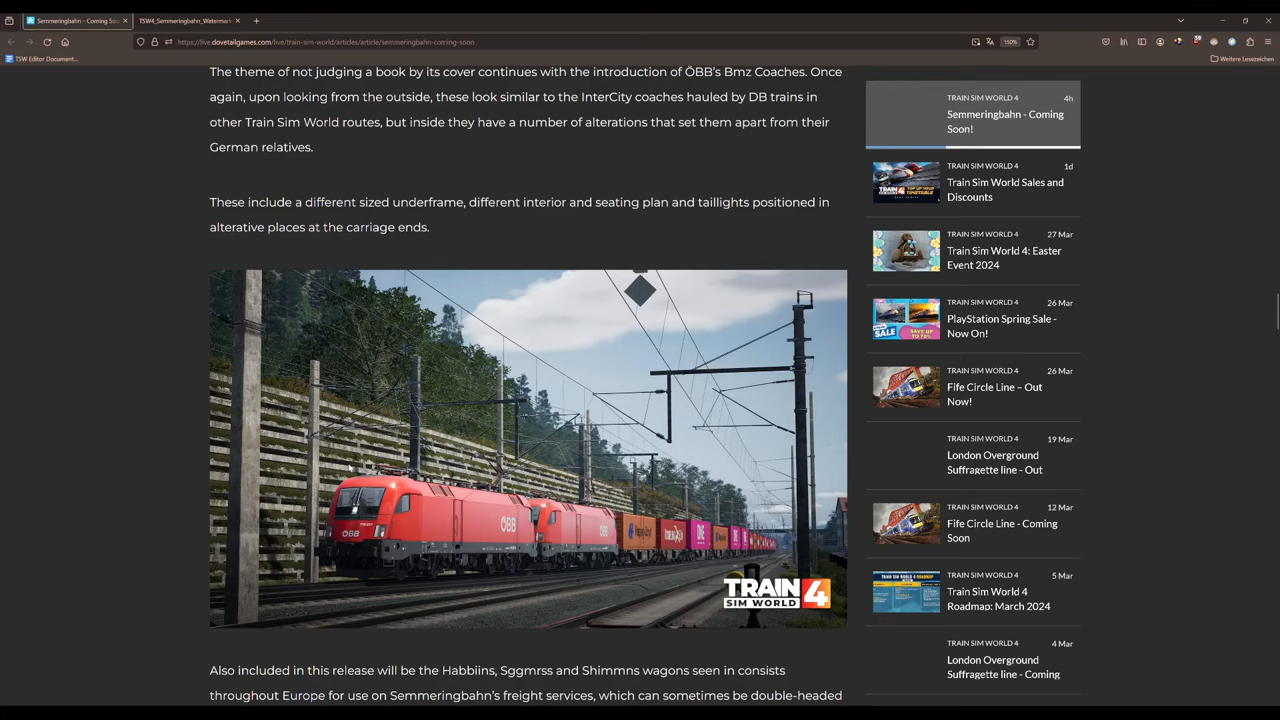 Semmeringbahn - Coming Soo
TSW4_Semmeringbahn_Watermark
https://live.dovetailgames.com/live/train-sim-world/articles/article/semmeringbahn-coming-soon
150%
TSW Editor Document...
Weitere Lesezeichen
The theme of not judging a book by its cover continues with the introduction of ÖBB's Bmz Coaches. Once
again, upon looking from the outside, these look similar to the InterCity coaches hauled by DB trains in
other Train Sim World routes, but inside they have a number of alterations that set them apart from their
German relatives.
These include a different sized underframe, different interior and seating plan and taillights positioned in
alterative places at the carriage ends.
ÖBB
ÖBB
ÖBB
TRAIN
SIM WORLD
4
Also included in this release will be the Habbiins, Sggmrss and Shimmns wagons seen in consists
throughout Europe for use on Semmeringbahn's freight services, which can sometimes be double-headed
TRAIN SIM WORLD 4 4h
Semmeringbahn - Coming
Soon!
TRAIN SIM WORLD 4 1d
Train Sim World Sales and
Discounts
TRAIN SIM WORLD 4 27 Mar
Train Sim World 4: Easter
Event 2024
TRAIN SIM WORLD 4 26 Mar
PlayStation Spring Sale -
Now On!
TRAIN SIM WORLD 4 26 Mar
Fife Circle Line – Out
Now!
TRAIN SIM WORLD 4 19 Mar
London Overground
Suffragette line - Out
TRAIN SIM WORLD 4 12 Mar
Fife Circle Line - Coming
Soon
TRAIN SIM WORLD 4 5 Mar
Train Sim World 4
Roadmap: March 2024
TRAIN SIM WORLD 4 4 Mar
London Overground
Suffragette line - Coming